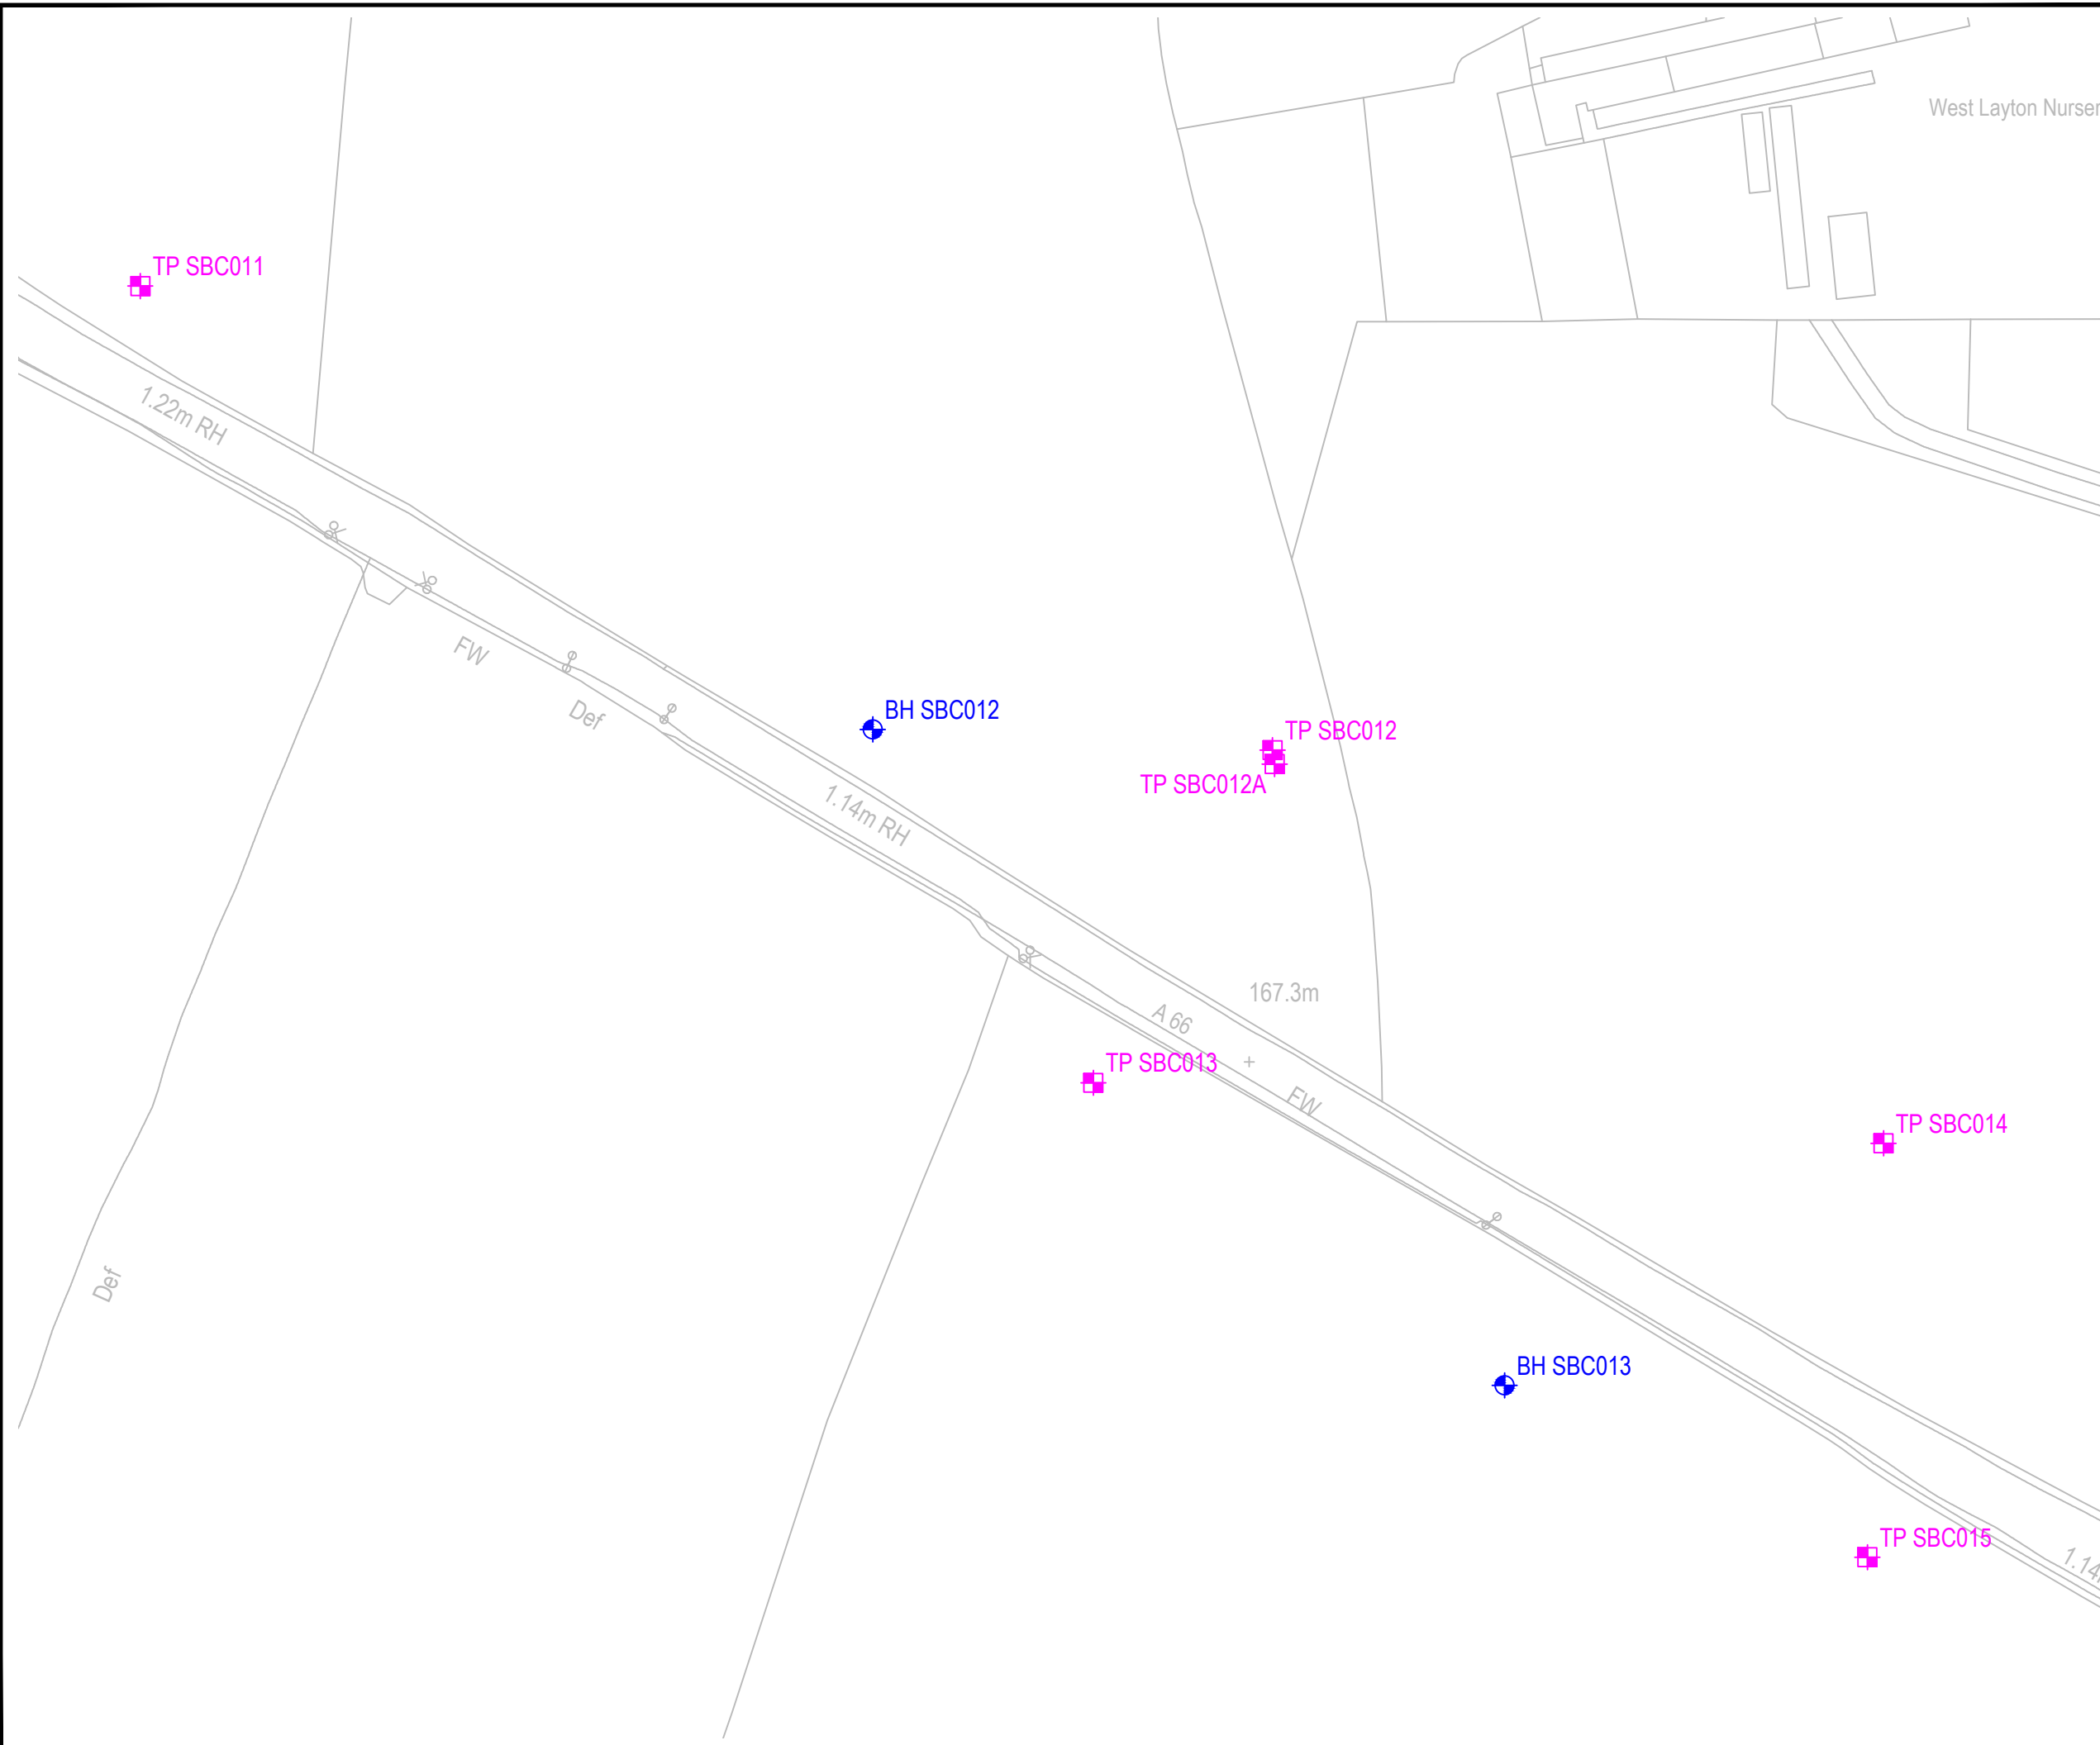 West Layton Nurser
TP SBC011
1.22m RH
FW
Def
BH SBC012
TP SBC012
TP SBC012A
1.14m RH
167.3m
A 66
TP SBC013
FW
TP SBC014
Def
BH SBC013
TP SBC015
1.14